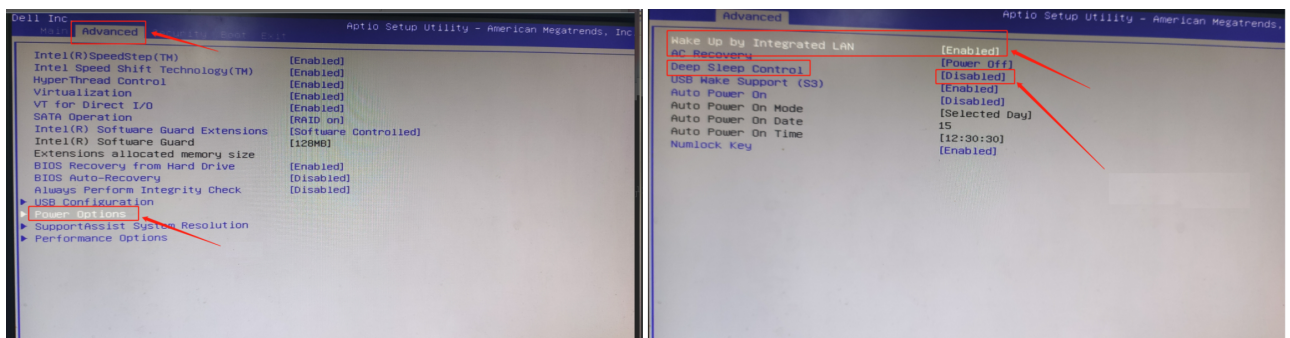 Dell Inc
Aptio Setup Utility - American Megatrends, Inc
Main Advanced Security Boot Exit
Intel(R)SpeedStep(TM) [Enabled]
Intel Speed Shift Technology(TM) [Enabled]
HyperThread Control [Enabled]
Virtualization [Enabled]
VT for Direct I/O [Enabled]
SATA Operation [RAID on]
Intel(R) Software Guard Extensions [Software Controlled]
Intel(R) Software Guard [128MB]
Extensions allocated memory size
BIOS Recovery from Hard Drive [Enabled]
BIOS Auto-Recovery [Disabled]
Always Perform Integrity Check [Disabled]
USB Configuration
Power Options
SupportAssist System Resolution
Performance Options
Aptio Setup Utility - American Megatrends,
Advanced
Wake Up by Integrated LAN [Enabled]
AC Recovery [Power Off]
Deep Sleep Control [Disabled]
USB Wake Support (S3) [Enabled]
Auto Power On [Disabled]
Auto Power On Mode [Selected Day]
Auto Power On Date 15
Auto Power On Time [12:30:30]
Numlock Key [Enabled]